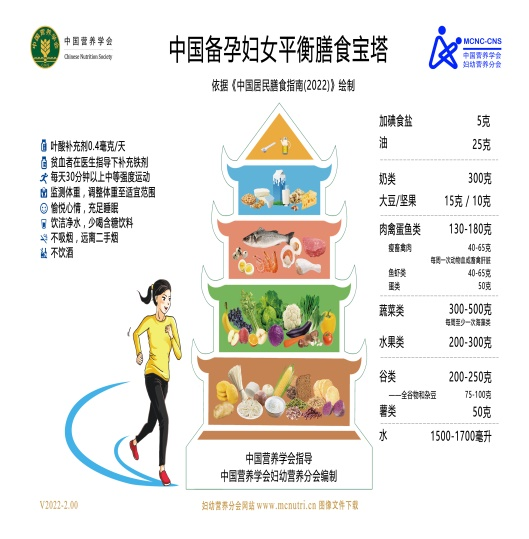 中国营养学会
Chinese Nutrition Society
中国备孕妇女平衡膳食宝塔
MCNC-CNS
中国营养学会
妇幼营养分会
依据《中国居民膳食指南(2022)》绘制
叶酸补充剂0.4毫克/天
贫血者在医生指导下补充铁剂
每天30分钟以上中等强度运动
监测体重，调整体重至适宜范围
愉悦心情，充足睡眠
饮洁净水，少喝含糖饮料
不吸烟，远离二手烟
不饮酒
加碘食盐 5克
油 25克
奶类 300克
大豆/坚果 15克 / 10克
肉禽蛋鱼类 130-180克
瘦畜禽肉 40-65克
每周一次动物血或畜禽肝脏
鱼虾类 40-65克
蛋类 50克
蔬菜类 300-500克
每周至少一次海藻类
水果类 200-300克
谷类 200-250克
——全谷物和杂豆 75-100克
薯类 50克
水 1500-1700毫升
中国营养学会指导
中国营养学会妇幼营养分会编制
V2022-2.00
妇幼营养分会网站 www.mcnutri.cn 图像文件下载